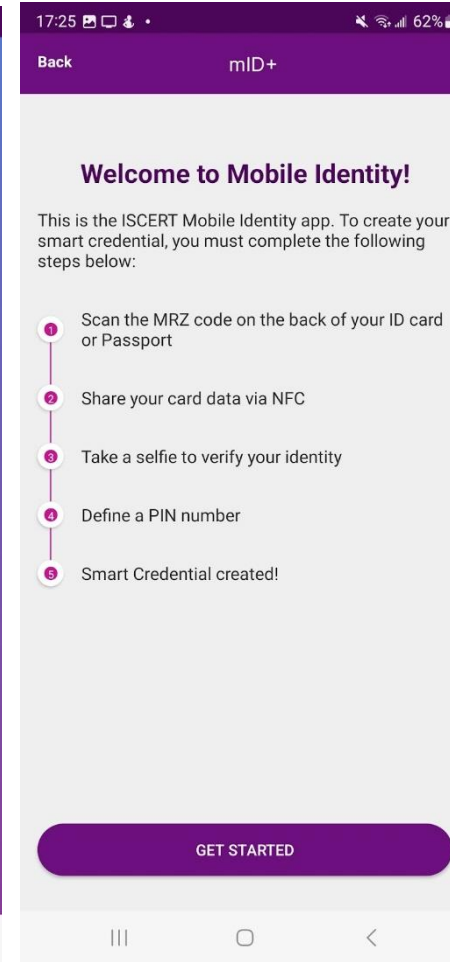 17:25 62%
Back mID+
Welcome to Mobile Identity!
This is the ISCERT Mobile Identity app. To create your
smart credential, you must complete the following
steps below:
1 Scan the MRZ code on the back of your ID card
or Passport
2 Share your card data via NFC
3 Take a selfie to verify your identity
4 Define a PIN number
5 Smart Credential created!
GET STARTED